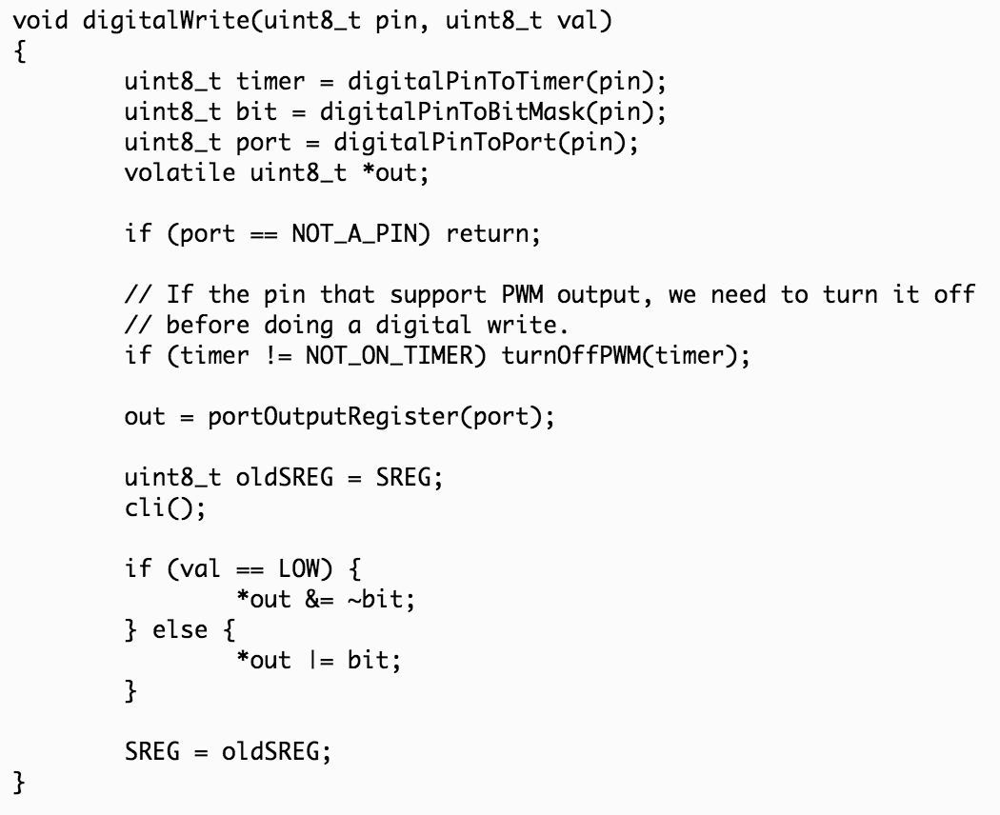 void digitalWrite(uint8_t pin, uint8_t val)
{
        uint8_t timer = digitalPinToTimer(pin);
        uint8_t bit = digitalPinToBitMask(pin);
        uint8_t port = digitalPinToPort(pin);
        volatile uint8_t *out;

        if (port == NOT_A_PIN) return;

        // If the pin that support PWM output, we need to turn it off
        // before doing a digital write.
        if (timer != NOT_ON_TIMER) turnOffPWM(timer);

        out = portOutputRegister(port);

        uint8_t oldSREG = SREG;
        cli();

        if (val == LOW) {
                *out &= ~bit;
        } else {
                *out |= bit;
        }

        SREG = oldSREG;
}